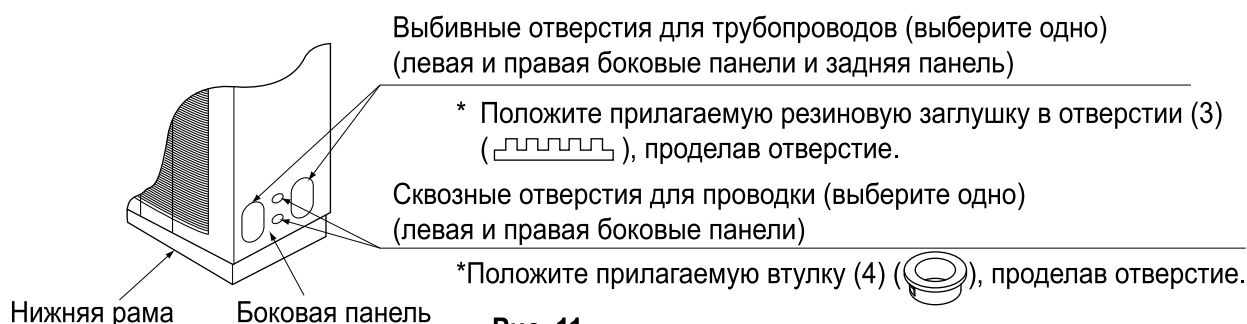 Выбивные отверстия для трубопроводов (выберите одно)
(левая и правая боковые панели и задняя панель)
* Положите прилагаемую резиновую заглушку в отверстии (3)
( ), проделав отверстие.
Сквозные отверстия для проводки (выберите одно)
(левая и правая боковые панели)
*Положите прилагаемую втулку (4) ( ), проделав отверстие.
Нижняя рама Боковая панель
Рис. 11